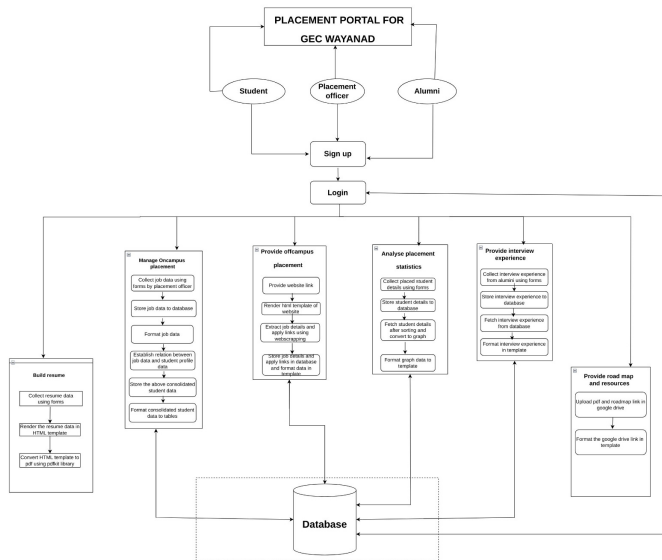 PLACEMENT PORTAL FOR
GEC WAYANAD
Student
Placement
officer
Alumni
Sign up
Login
Build resume
Collect resume data
using forms
Render the resume data in
HTML template
Convert HTML template to
pdf using pdfkit library
Manage Oncampus
placement
Collect job data using
forms by placement officer
Store job data to database
Format job data
Establish relation between
job data and student profile
data
Store the above consolidated
student data
Format consolidated student
data to tables
Provide offcampus
placement
Provide website link
Render html template of
website
Extract job details and
apply links using
webscrapping
Store job details and
apply links in database
and format data in
template
Analyse placement
statistics
Collect placed student
details using forms
Store student details to
database
Fetch student details
after sorting and
convert to graph
Format graph data to
template
Provide interview
experience
Collect interview experience
from alumini using forms
Store interview experience to
database
Fetch interview experience
from database
Format interview experience
in template
Provide road map
and resources
Upload pdf and roadmap link in
google drive
Format the google drive link in
template
Database